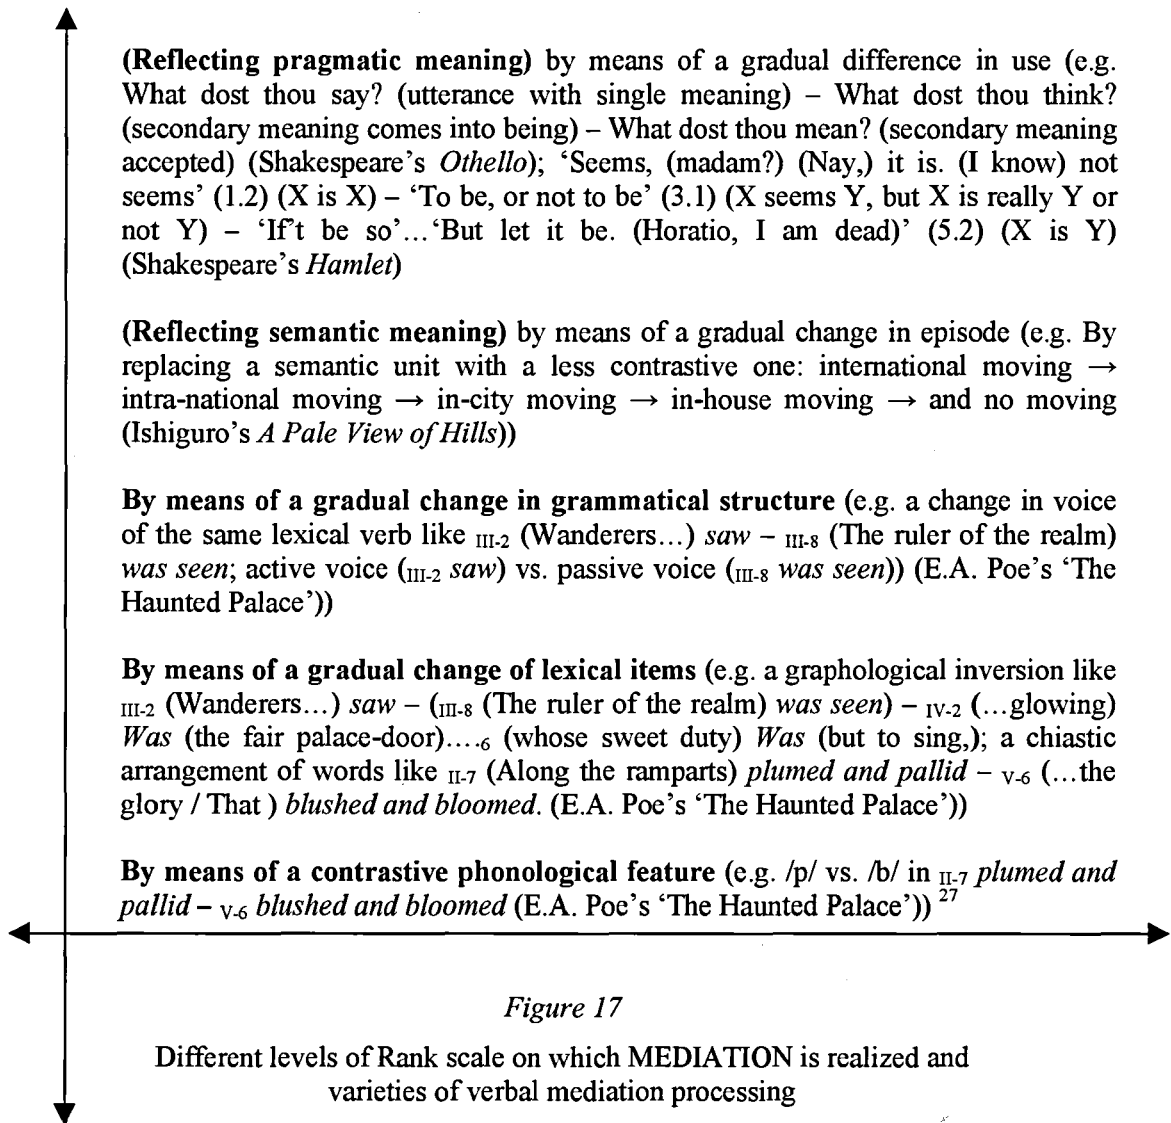 (Reflecting pragmatic meaning) by means of a gradual difference in use (e.g.
What dost thou say? (utterance with single meaning) – What dost thou think?
(secondary meaning comes into being) – What dost thou mean? (secondary meaning
accepted) (Shakespeare's Othello); ‘Seems, (madam?) (Nay,) it is. (I know) not
seems’ (1.2) (X is X) – ‘To be, or not to be’ (3.1) (X seems Y, but X is really Y or
not Y) – ‘If't be so’…‘But let it be. (Horatio, I am dead)’ (5.2) (X is Y)
(Shakespeare's Hamlet)
(Reflecting semantic meaning) by means of a gradual change in episode (e.g. By
replacing a semantic unit with a less contrastive one: international moving →
intra-national moving → in-city moving → in-house moving → and no moving
(Ishiguro's A Pale View of Hills))
By means of a gradual change in grammatical structure (e.g. a change in voice
of the same lexical verb like III-2 (Wanderers…) saw – III-8 (The ruler of the realm)
was seen; active voice (III-2 saw) vs. passive voice (III-8 was seen)) (E.A. Poe's ‘The
Haunted Palace’))
By means of a gradual change of lexical items (e.g. a graphological inversion like
III-2 (Wanderers…) saw – (III-8 (The ruler of the realm) was seen) – IV-2 (…glowing)
Was (the fair palace-door)….6 (whose sweet duty) Was (but to sing,); a chiastic
arrangement of words like II-7 (Along the ramparts) plumed and pallid – V-6 (…the
glory / That ) blushed and bloomed. (E.A. Poe's ‘The Haunted Palace’))
By means of a contrastive phonological feature (e.g. /p/ vs. /b/ in II-7 plumed and
pallid – V-6 blushed and bloomed (E.A. Poe's ‘The Haunted Palace’)) 27
Figure 17
Different levels of Rank scale on which MEDIATION is realized and
varieties of verbal mediation processing